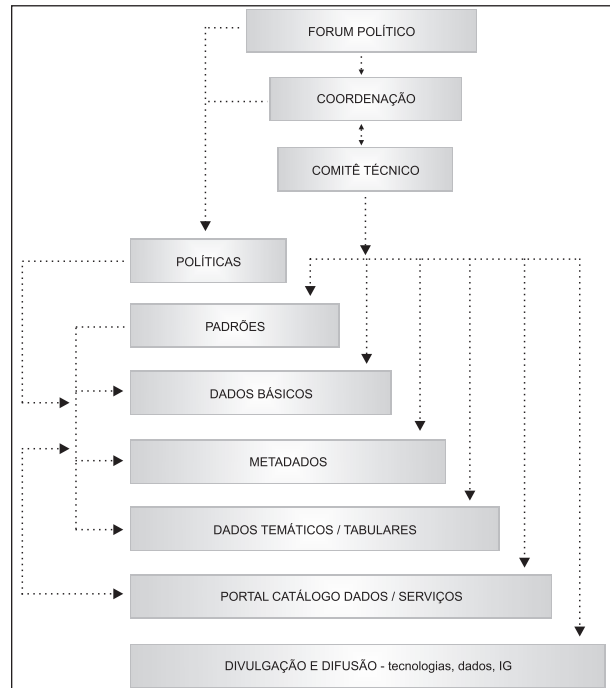 FORUM POLÍTICO
COORDENAÇÃO
COMITÊ TÉCNICO
POLÍTICAS
PADRÕES
DADOS BÁSICOS
METADADOS
DADOS TEMÁTICOS / TABULARES
PORTAL CATÁLOGO DADOS / SERVIÇOS
DIVULGAÇÃO E DIFUSÃO - tecnologias, dados, IG